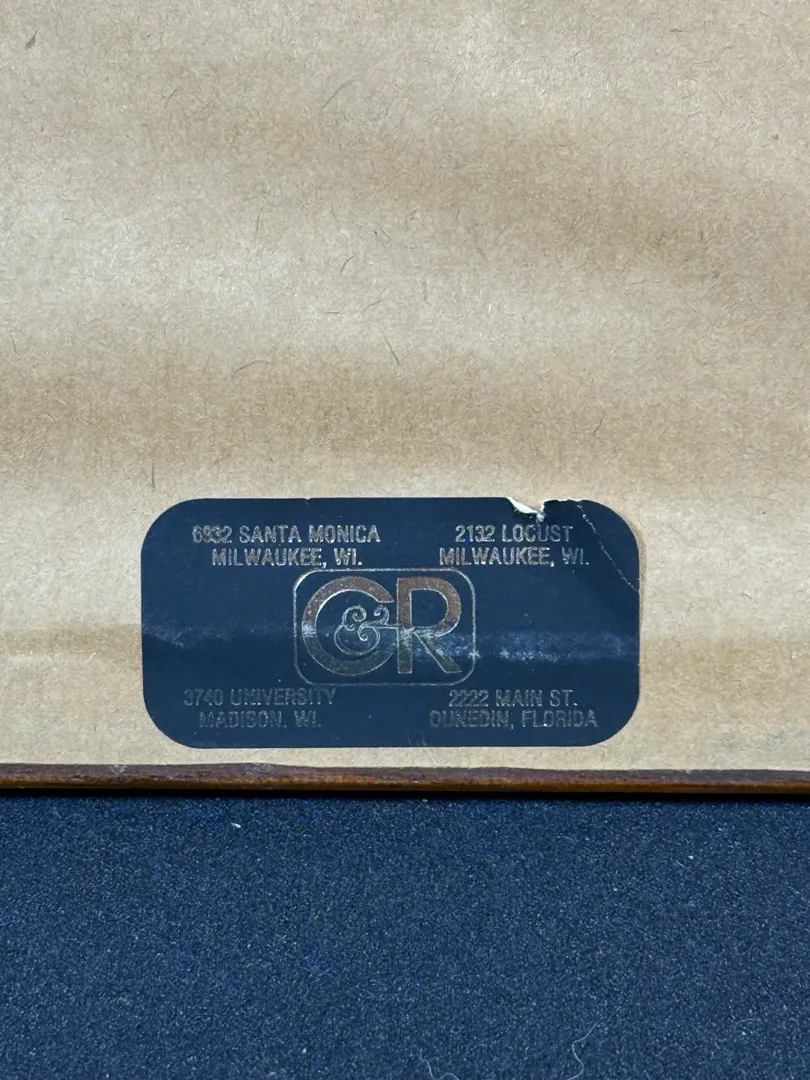 6932 SANTA MONICA
MILWAUKEE, WI.
2132 LOCUST
MILWAUKEE, WI.
G&R
3740 UNIVERSITY
MADISON, WI.
2222 MAIN ST.
DUNEDIN, FLORIDA